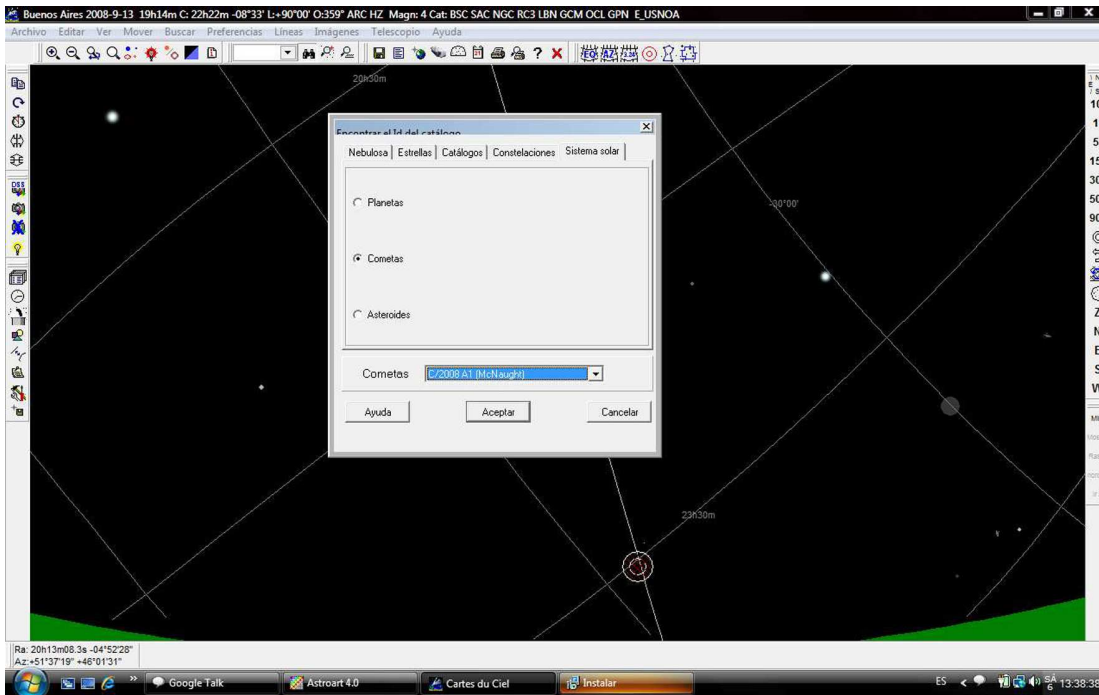 Buenos Aires 2008-9-13 19h14m C: 22h22m -08°33' L:+90°00' O:359° ARC HZ Magn: 4 Cat: BSC SAC NGC RC3 LBN GCM OCL GPN E_USNOA
Archivo Editar Ver Mover Buscar Preferencias Líneas Imágenes Telescopio Ayuda
EQ AZ
DSS
20h30m
Encontrar el Id del catálogo
Nebulosa Estrellas Catálogos Constelaciones Sistema solar
Planetas
-30°00'
Cometas
Asteroides
Cometas C/2008 A1 (McNaught)
Ayuda Aceptar Cancelar
23h30m
Ra: 20h13m08.3s -04°52'28"
Az:+51°37'19" +46°01'31"
Google Talk Astroart 4.0 Cartes du Ciel Instalar ES 13:38:38